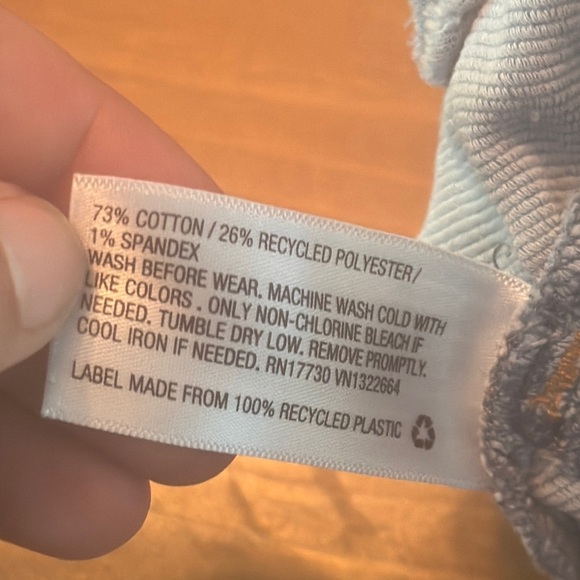 73% COTTON / 26% RECYCLED POLYESTER/
1% SPANDEX
WASH BEFORE WEAR. MACHINE WASH COLD WITH
LIKE COLORS . ONLY NON-CHLORINE BLEACH IF
NEEDED. TUMBLE DRY LOW. REMOVE PROMPTLY.
COOL IRON IF NEEDED. RN17730 VN1322664
LABEL MADE FROM 100% RECYCLED PLASTIC